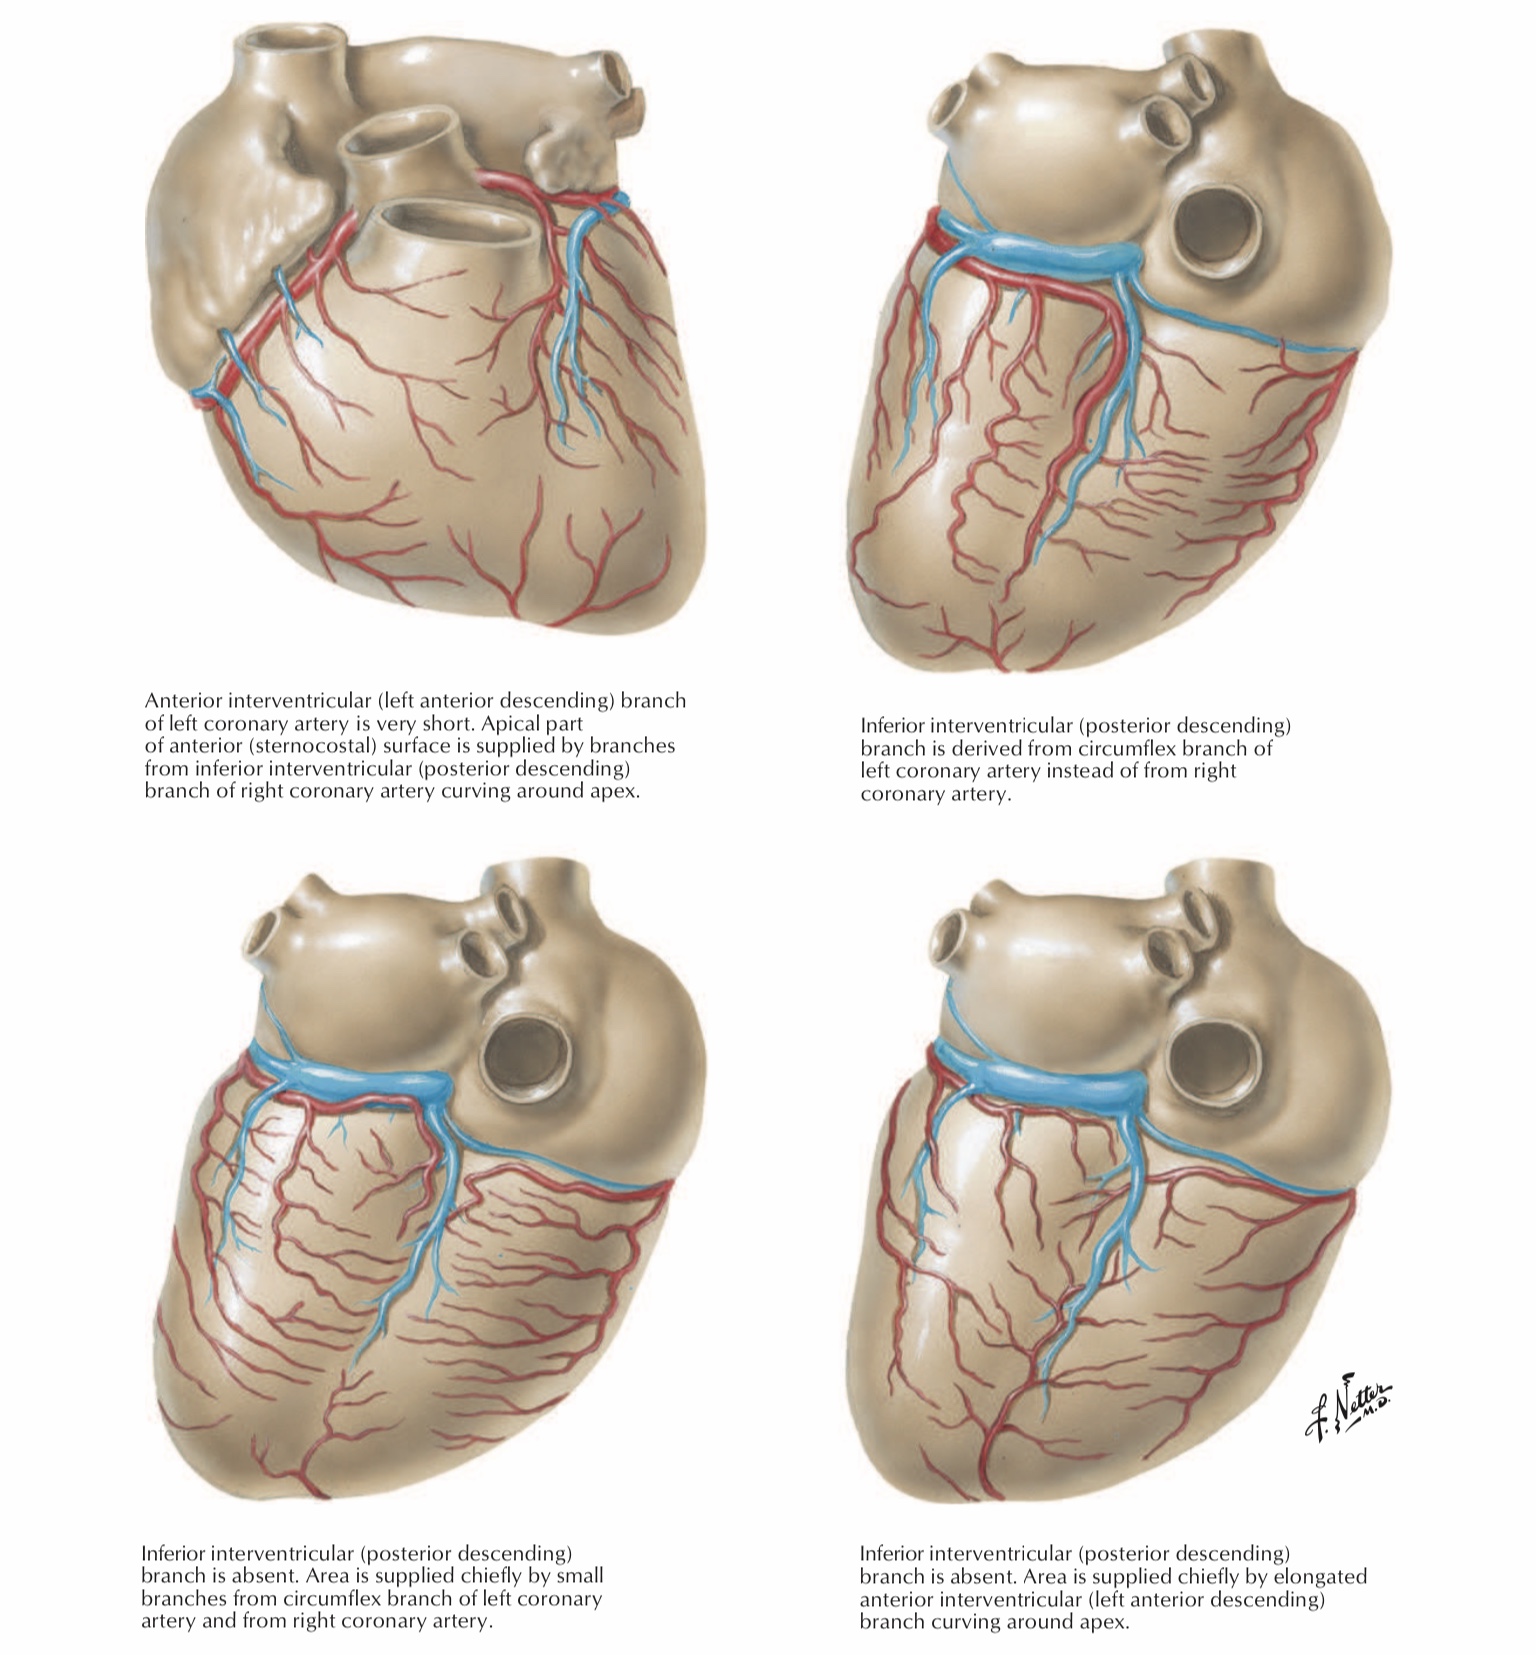 Anterior interventricular (left anterior descending) branch
of left coronary artery is very short. Apical part
of anterior (sternocostal) surface is supplied by branches
from inferior interventricular (posterior descending)
branch of right coronary artery curving around apex.
Inferior interventricular (posterior descending)
branch is derived from circumflex branch of
left coronary artery instead of from right
coronary artery.
Inferior interventricular (posterior descending)
branch is absent. Area is supplied chiefly by small
branches from circumflex branch of left coronary
artery and from right coronary artery.
Inferior interventricular (posterior descending)
branch is absent. Area is supplied chiefly by elongated
anterior interventricular (left anterior descending)
branch curving around apex.
F. Netter
M.D.